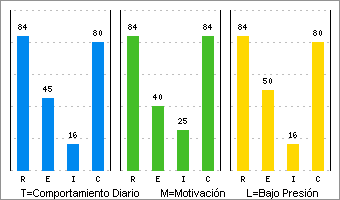 84 45 16 80
84 40 25 84
84 50 16 80
R E I C R E I C R E I C
T=Comportamiento Diario M=Motivación L=Bajo Presión